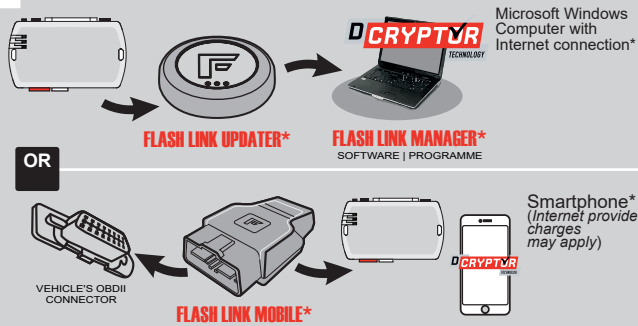 Microsoft Windows
Computer with
Internet connection*
DCRYPTOR
TECHNOLOGY
FLASH LINK UPDATER*
FLASH LINK MANAGER*
SOFTWARE | PROGRAMME
OR
Smartphone*
(Internet provide
charges
may apply)
DCRYPTOR
TECHNOLOGY
VEHICLE'S OBDII
CONNECTOR
FLASH LINK MOBILE*